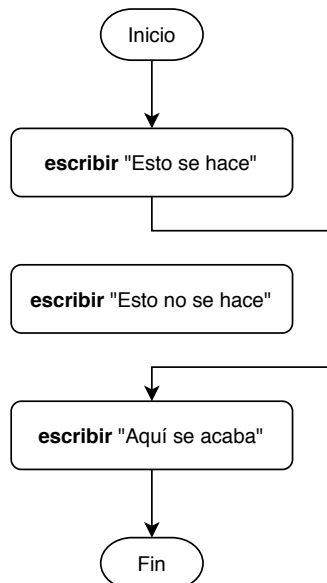 Inicio
escribir "Esto se hace"
escribir "Esto no se hace"
escribir "Aquí se acaba"
Fin